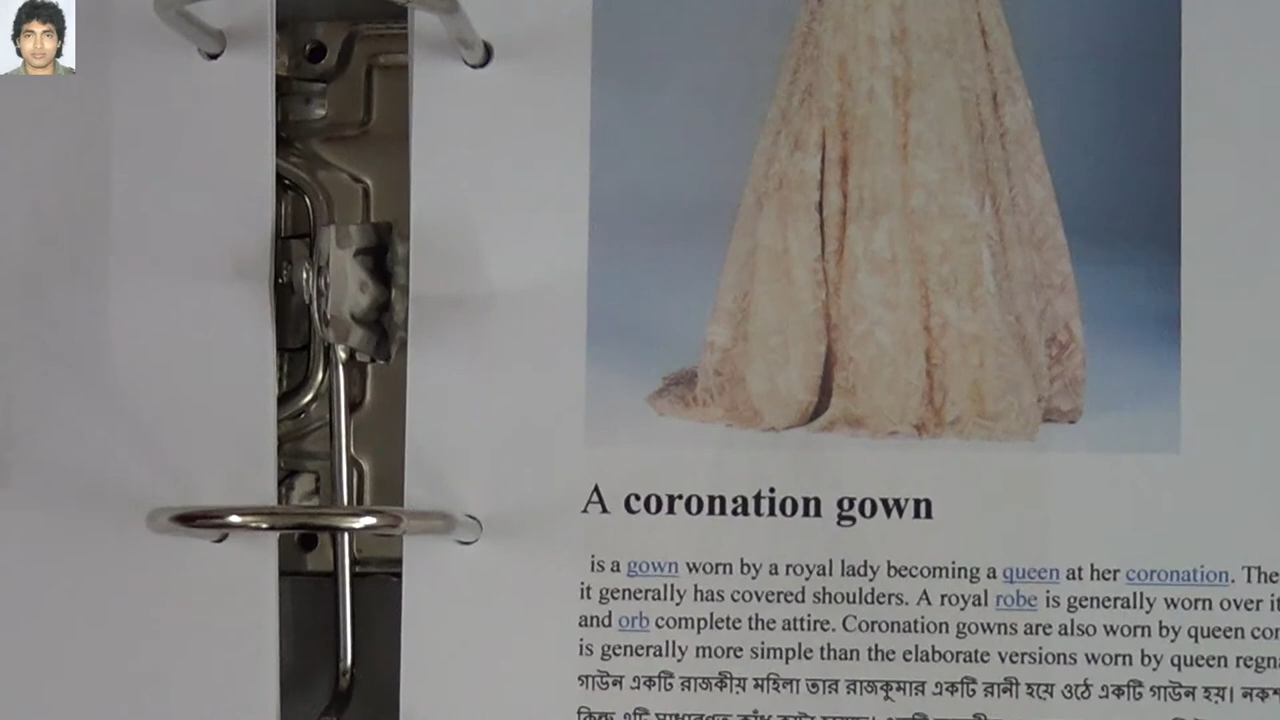 A coronation gown
is a gown worn by a royal lady becoming a queen at her coronation. The
it generally has covered shoulders. A royal robe is generally worn over it
and orb complete the attire. Coronation gowns are also worn by queen cor
is generally more simple than the elaborate versions worn by queen regna
গাউন একটি রাজকীয় মহিলা তার রাজকুমার একটি রানী হয়ে ওঠে একটি গাউন হয়।